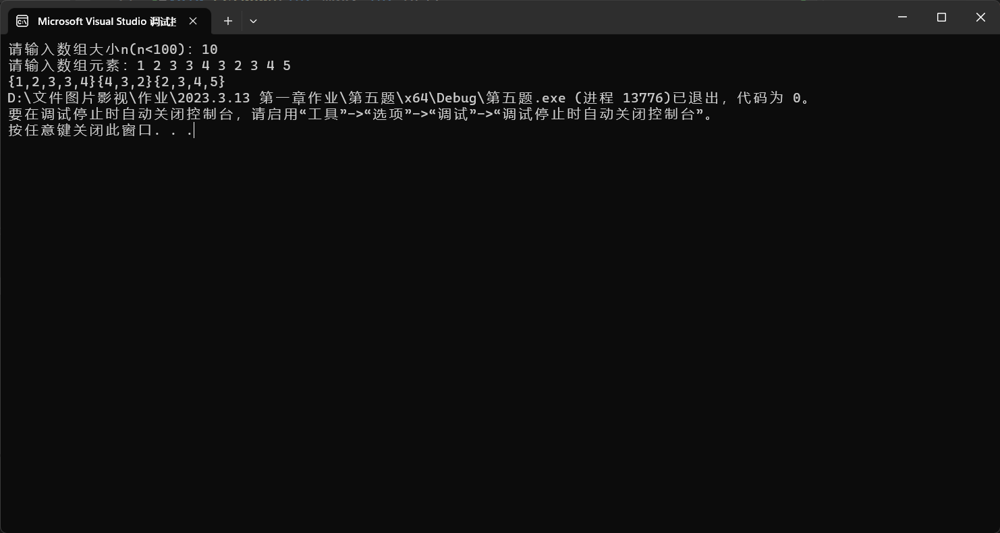 Microsoft Visual Studio 调试
请输入数组大小n(n<100): 10
请输入数组元素: 1 2 3 3 4 3 2 3 4 5
{1,2,3,3,4}{4,3,2}{2,3,4,5}
D:\文件图片影视\作业\2023.3.13 第一章作业\第五题\x64\Debug\第五题.exe (进程 13776)已退出，代码为 0。
要在调试停止时自动关闭控制台，请启用“工具”->“选项”->“调试”->“调试停止时自动关闭控制台”。
按任意键关闭此窗口. . .